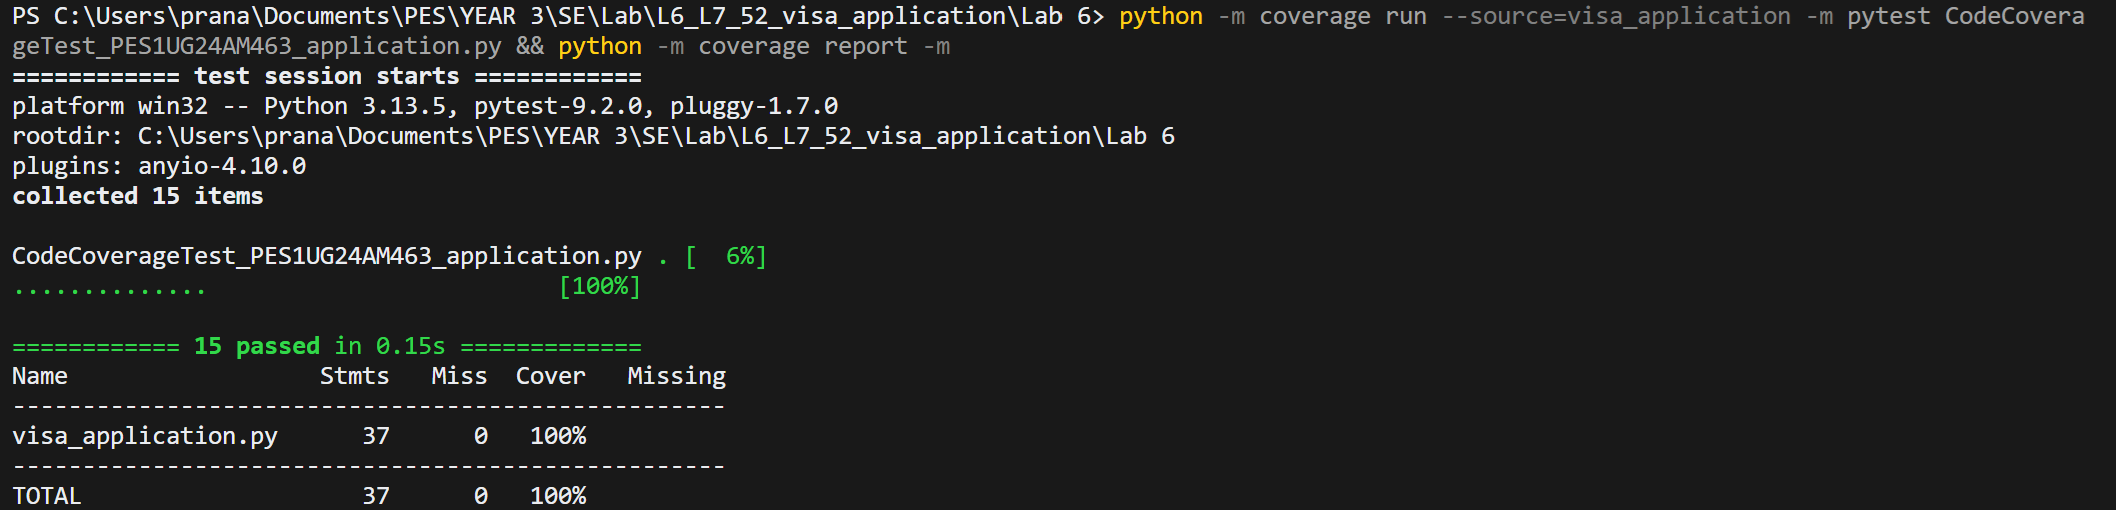 PS C:\Users\prana\Documents\PES\YEAR 3\SE\Lab\L6_L7_52_visa_application\Lab 6> python -m coverage run --source=visa_application -m pytest CodeCovera
geTest_PES1UG24AM463_application.py && python -m coverage report -m
============ test session starts ============
platform win32 -- Python 3.13.5, pytest-9.2.0, pluggy-1.7.0
rootdir: C:\Users\prana\Documents\PES\YEAR 3\SE\Lab\L6_L7_52_visa_application\Lab 6
plugins: anyio-4.10.0
collected 15 items

CodeCoverageTest_PES1UG24AM463_application.py . [  6%]
..............                         [100%]

============ 15 passed in 0.15s =============
Name                  Stmts   Miss  Cover   Missing
---------------------------------------------------
visa_application.py      37      0   100%
---------------------------------------------------
TOTAL                    37      0   100%